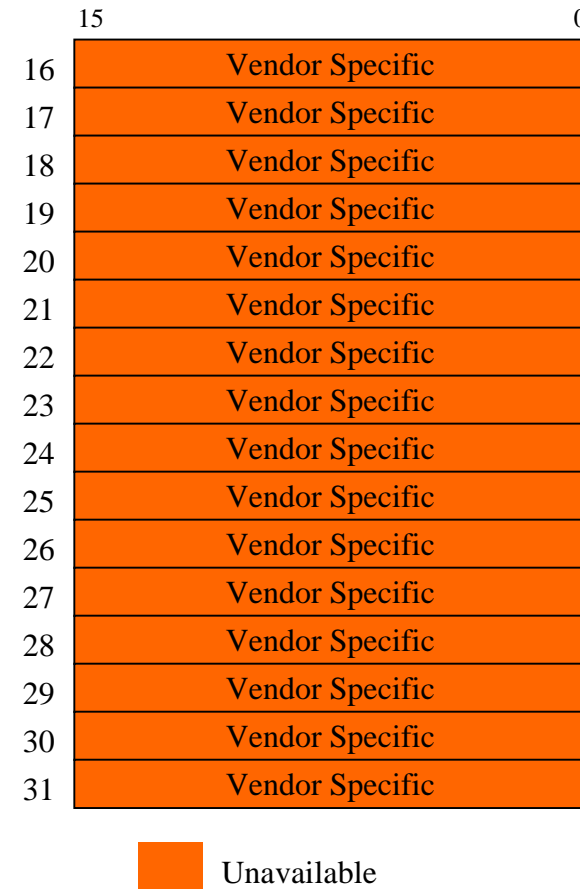 15 0
16 Vendor Specific
17 Vendor Specific
18 Vendor Specific
19 Vendor Specific
20 Vendor Specific
21 Vendor Specific
22 Vendor Specific
23 Vendor Specific
24 Vendor Specific
25 Vendor Specific
26 Vendor Specific
27 Vendor Specific
28 Vendor Specific
29 Vendor Specific
30 Vendor Specific
31 Vendor Specific
Unavailable